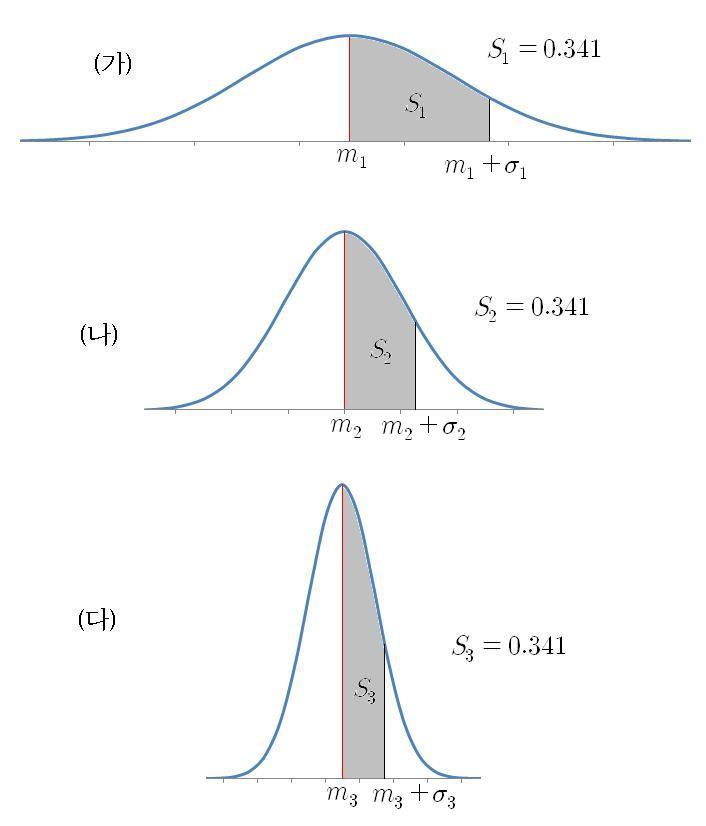 (가)
S₁ = 0.341
S₁
m₁
m₁ + σ₁
(나)
S₂ = 0.341
S₂
m₂
m₂ + σ₂
(다)
S₃ = 0.341
S₃
m₃
m₃ + σ₃